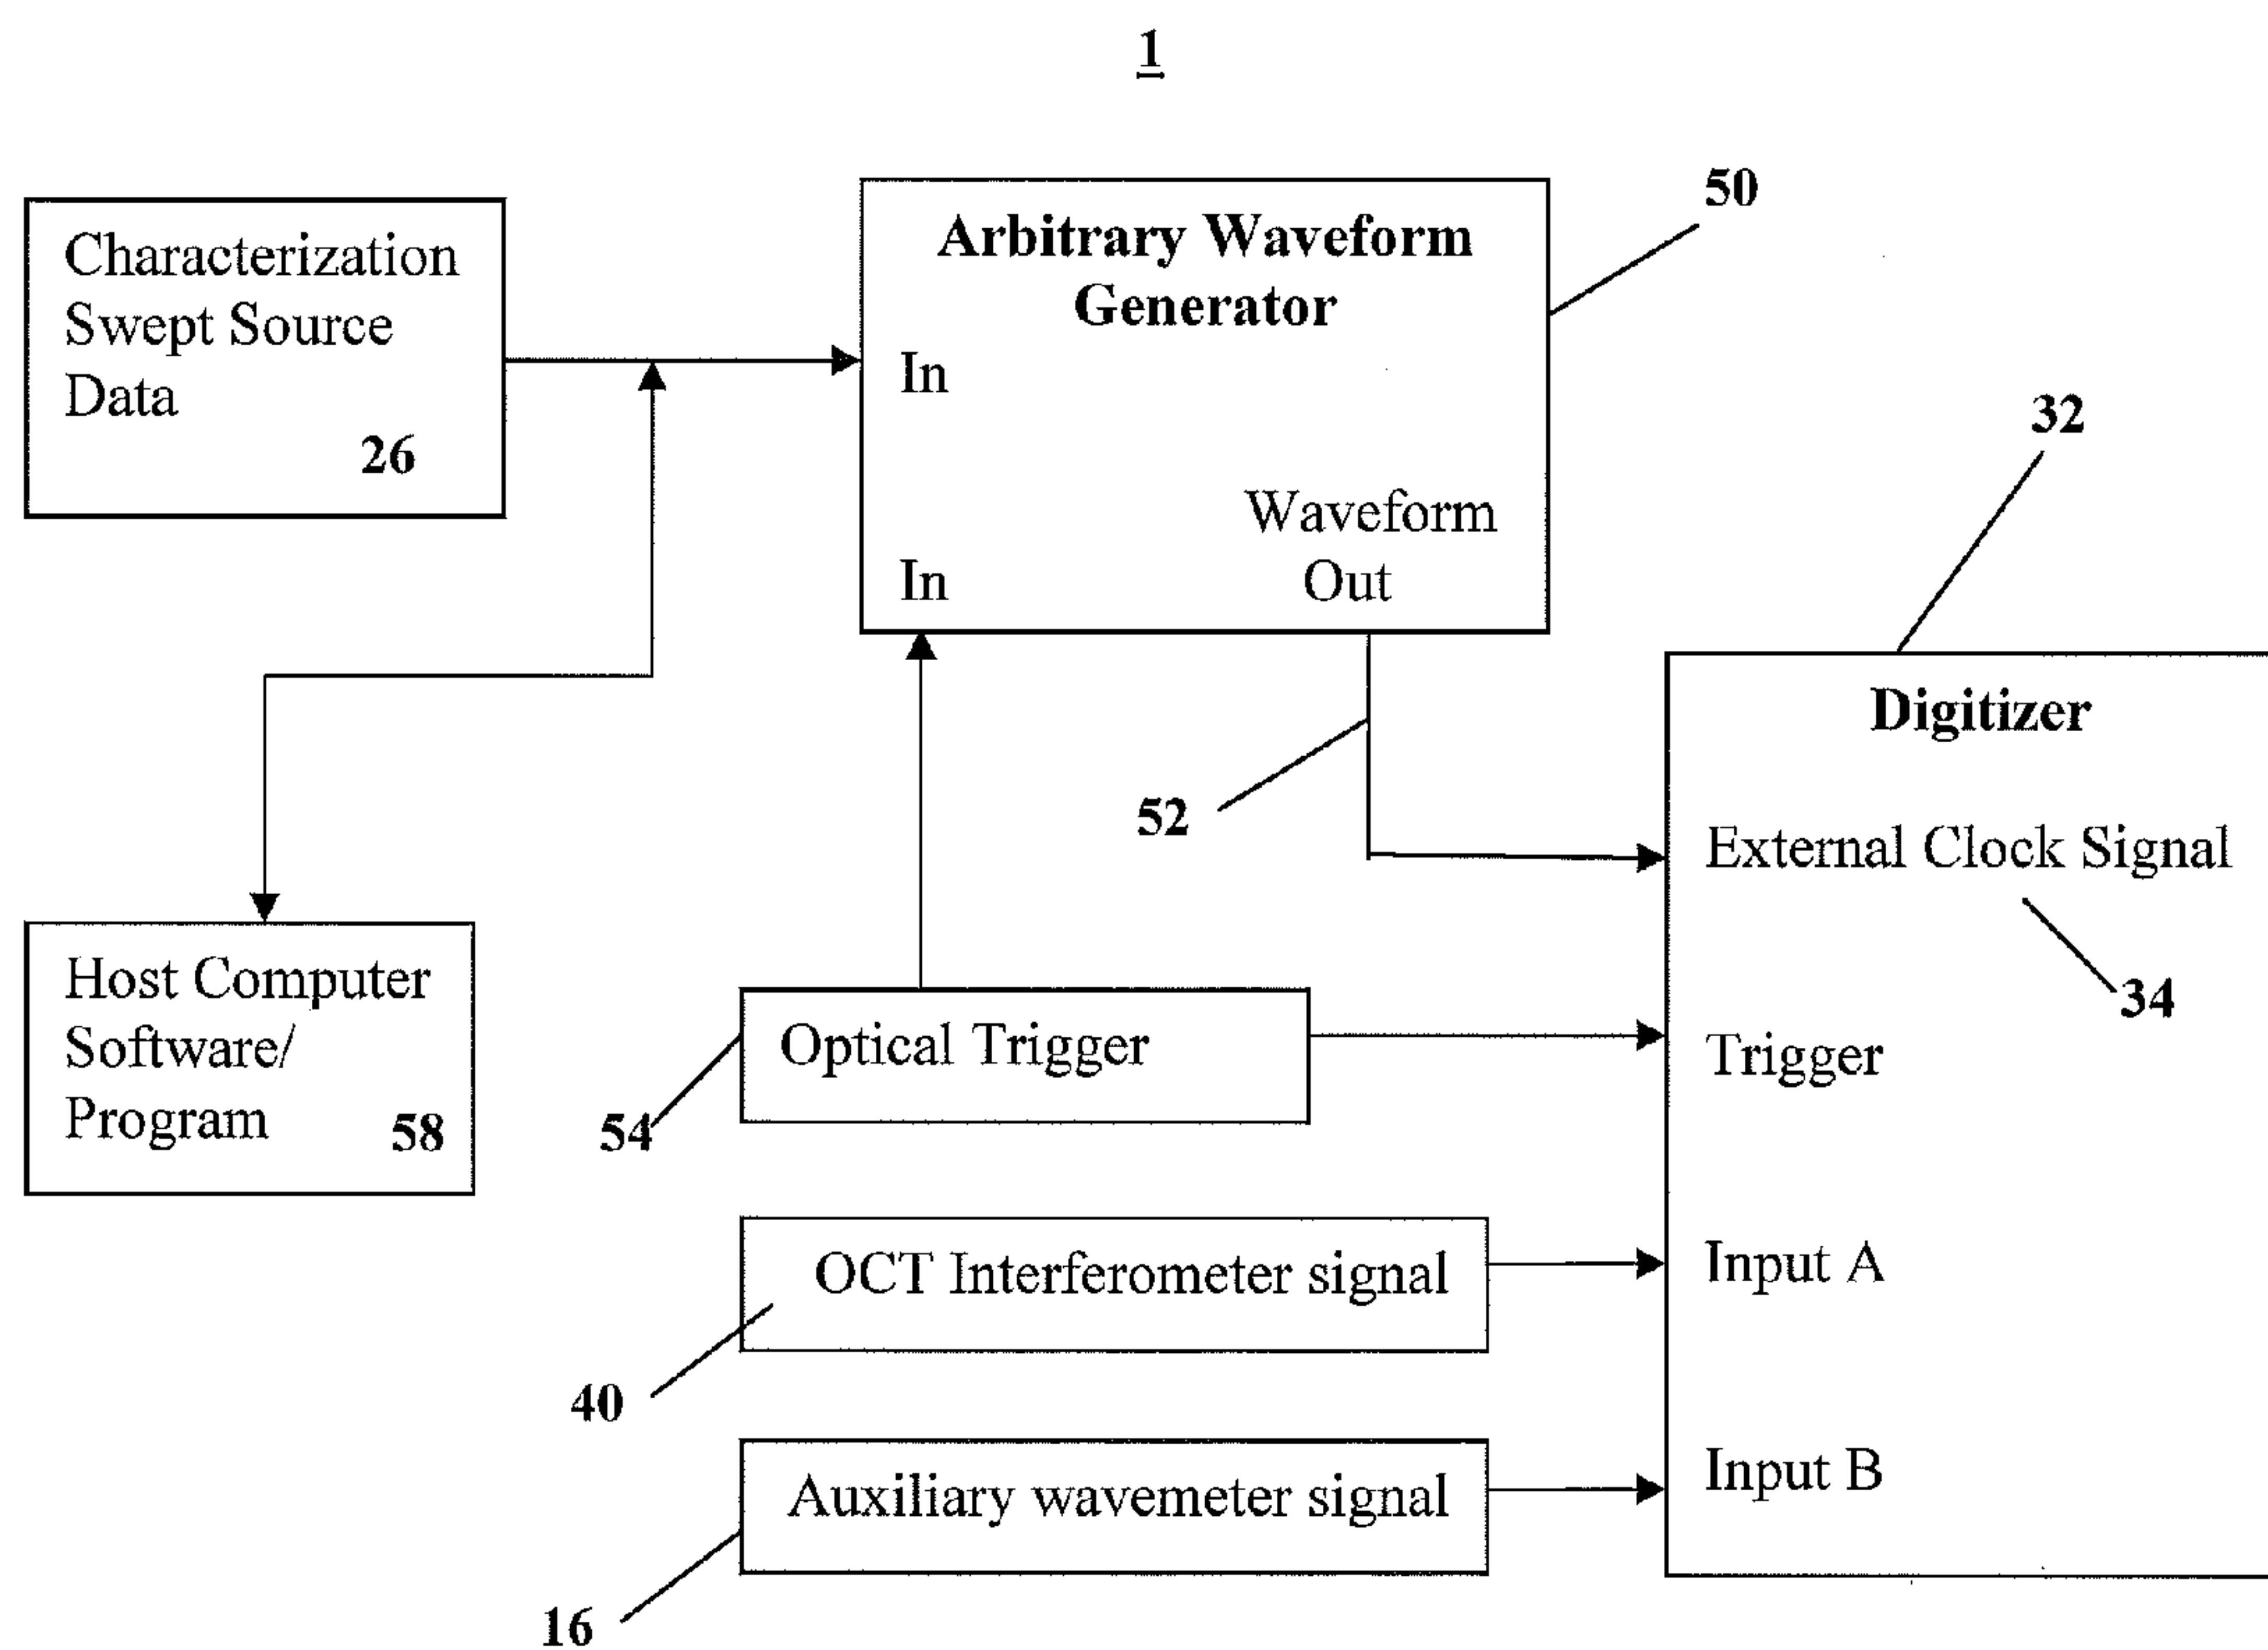 1
Characterization
Swept Source
Data
26
Arbitrary Waveform
Generator
In
In
Waveform
Out
50
32
Digitizer
External Clock Signal
34
Trigger
Input A
Input B
52
Host Computer
Software/
Program
58
Optical Trigger
54
OCT Interferometer signal
40
Auxiliary wavemeter signal
16